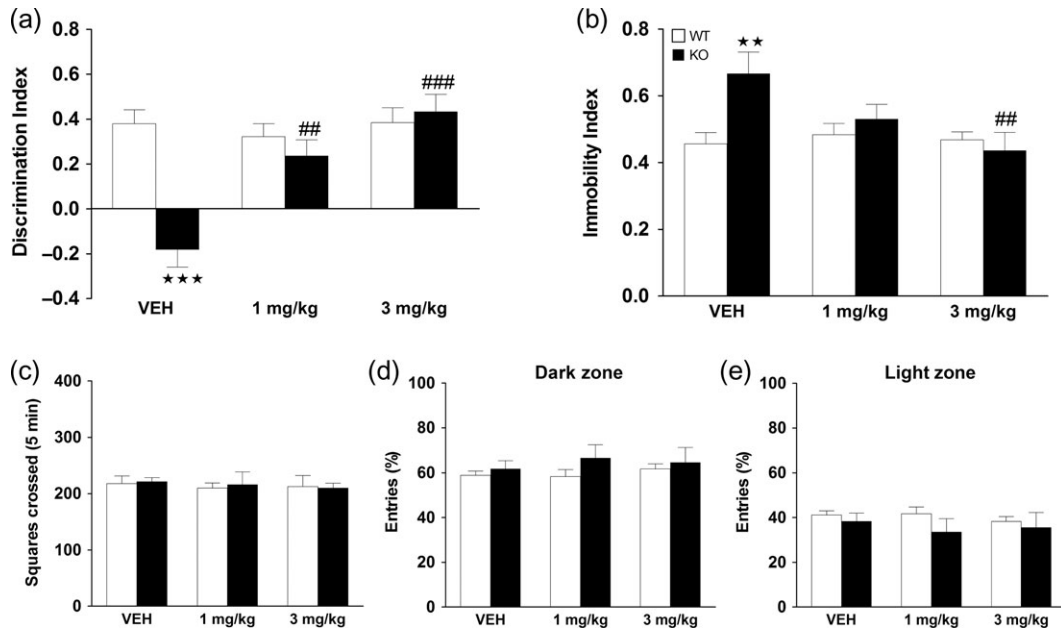 (a)
Discrimination Index
0.8
0.6
0.4
0.2
0.0
–0.2
–0.4
★★★
##
###
VEH
1 mg/kg
3 mg/kg
(b)
Immobility Index
0.8
0.6
0.4
0.2
0.0
WT
KO
★★
##
VEH
1 mg/kg
3 mg/kg
(c)
Squares crossed (5 min)
400
300
200
100
0
VEH
1 mg/kg
3 mg/kg
(d)
Dark zone
Entries (%)
100
80
60
40
20
0
VEH
1 mg/kg
3 mg/kg
(e)
Light zone
Entries (%)
100
80
60
40
20
0
VEH
1 mg/kg
3 mg/kg